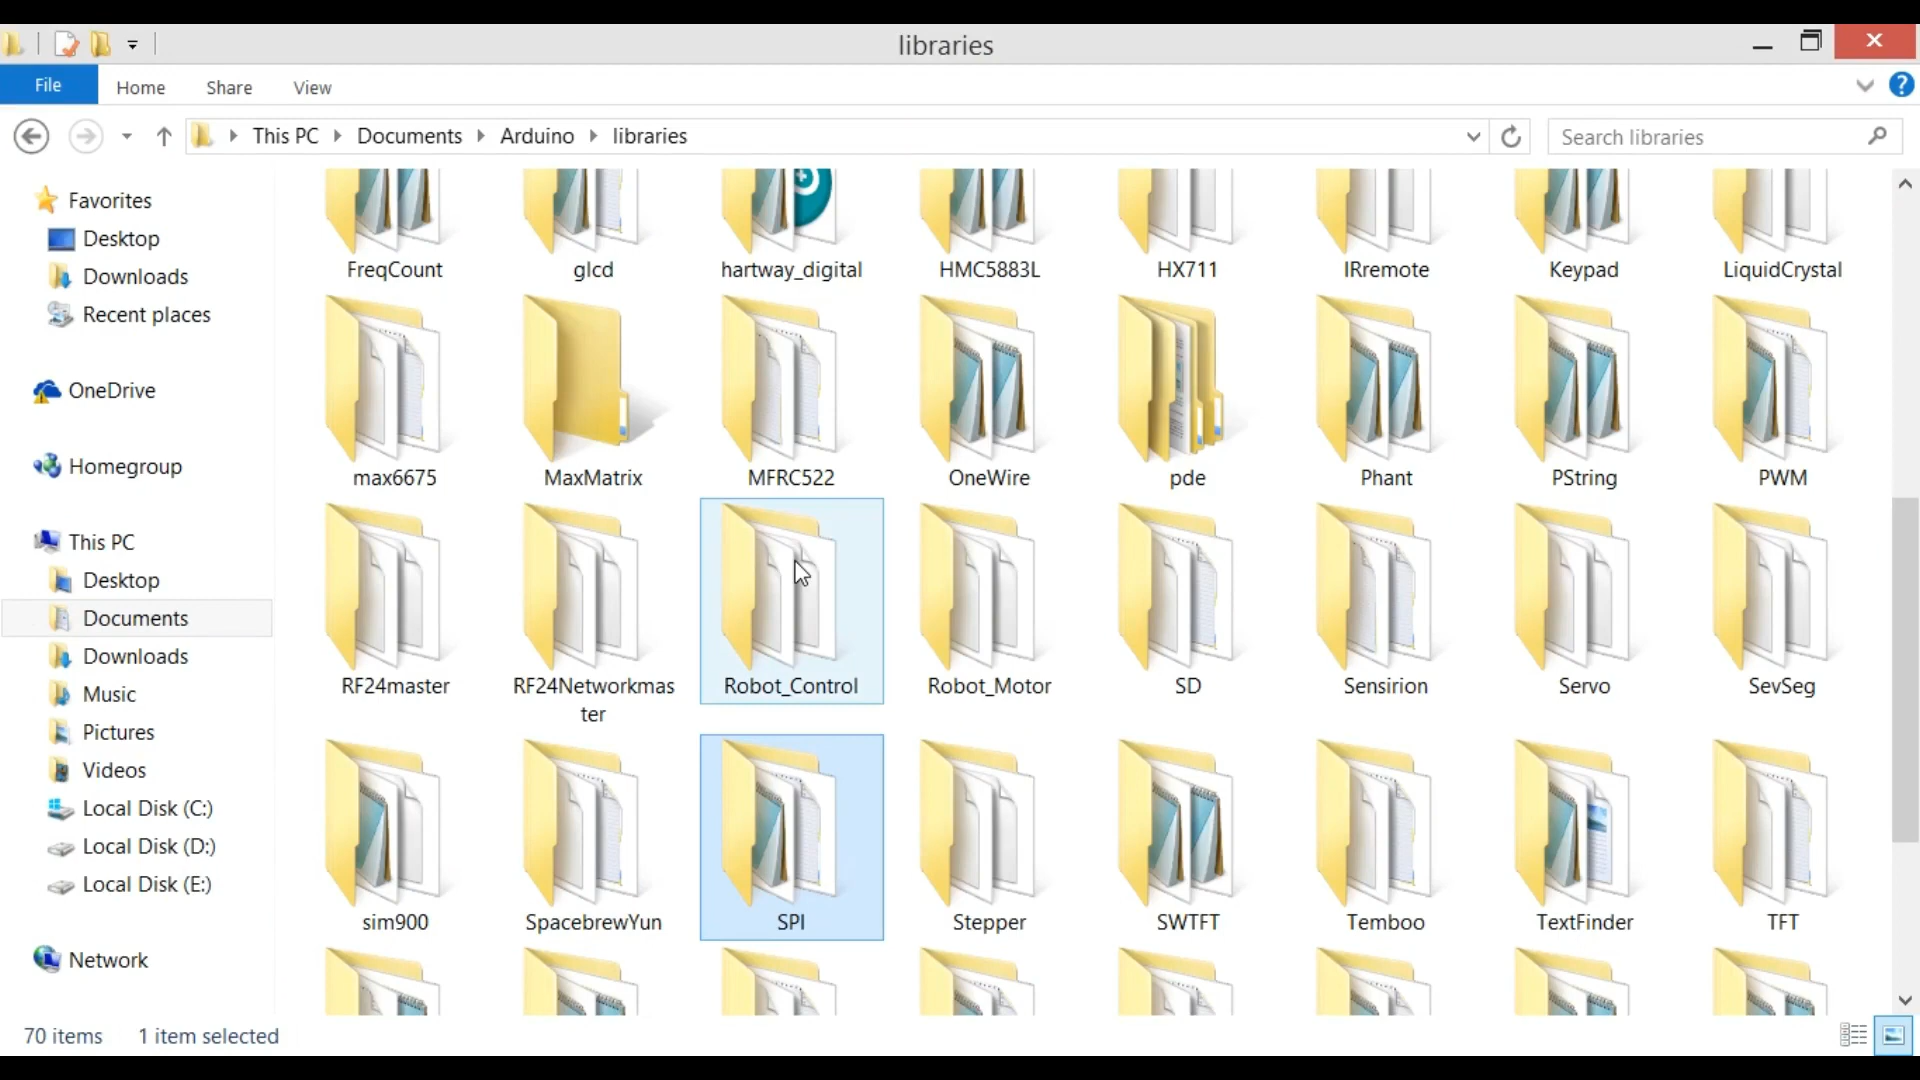 libraries
File Home Share View
This PC Documents Arduino libraries
Search libraries
Favorites
Desktop
Downloads
Recent places
OneDrive
Homegroup
This PC
Desktop
Documents
Downloads
Music
Pictures
Videos
Local Disk (C:)
Local Disk (D:)
Local Disk (E:)
Network
FreqCount glcd hartway_digital HMC5883L HX711 IRremote Keypad LiquidCrystal
max6675 MaxMatrix MFRC522 OneWire pde Phant PString PWM
RF24master RF24Networkmas Robot_Control Robot_Motor SD Sensirion Servo SevSeg
ter
sim900 SpacebrewYun SPI Stepper SWTFT Temboo TextFinder TFT
70 items 1 item selected